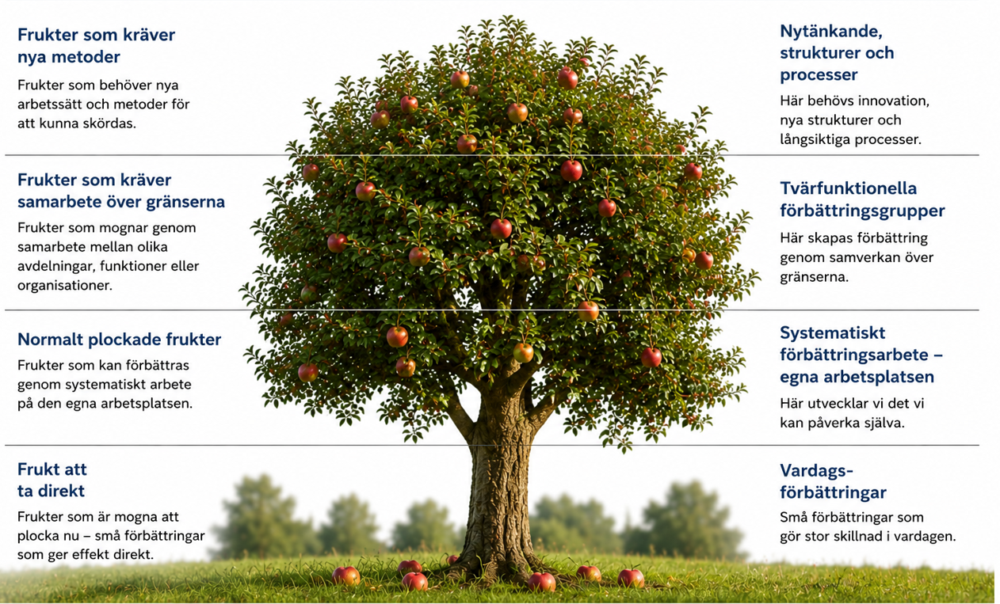 Frukter som kräver
nya metoder
Frukter som behöver nya
arbetssätt och metoder för
att kunna skördas.
Nytänkande,
strukturer och
processer
Här behövs innovation,
nya strukturer och
långsiktiga processer.
Frukter som kräver
samarbete över gränserna
Frukter som mognar genom
samarbete mellan olika
avdelningar, funktioner eller
organisationer.
Tvärfunktionella
förbättringsgrupper
Här skapas förbättring
genom samverkan över
gränserna.
Normalt plockade frukter
Frukter som kan förbättras
genom systematiskt arbete
på den egna arbetsplatsen.
Systematiskt
förbättringsarbete –
egna arbetsplatsen
Här utvecklar vi det vi
kan påverka själva.
Frukt att
ta direkt
Frukter som är mogna att
plocka nu – små förbättringar
som ger effekt direkt.
Vardags-
förbättringar
Små förbättringar som
gör stor skillnad i vardagen.